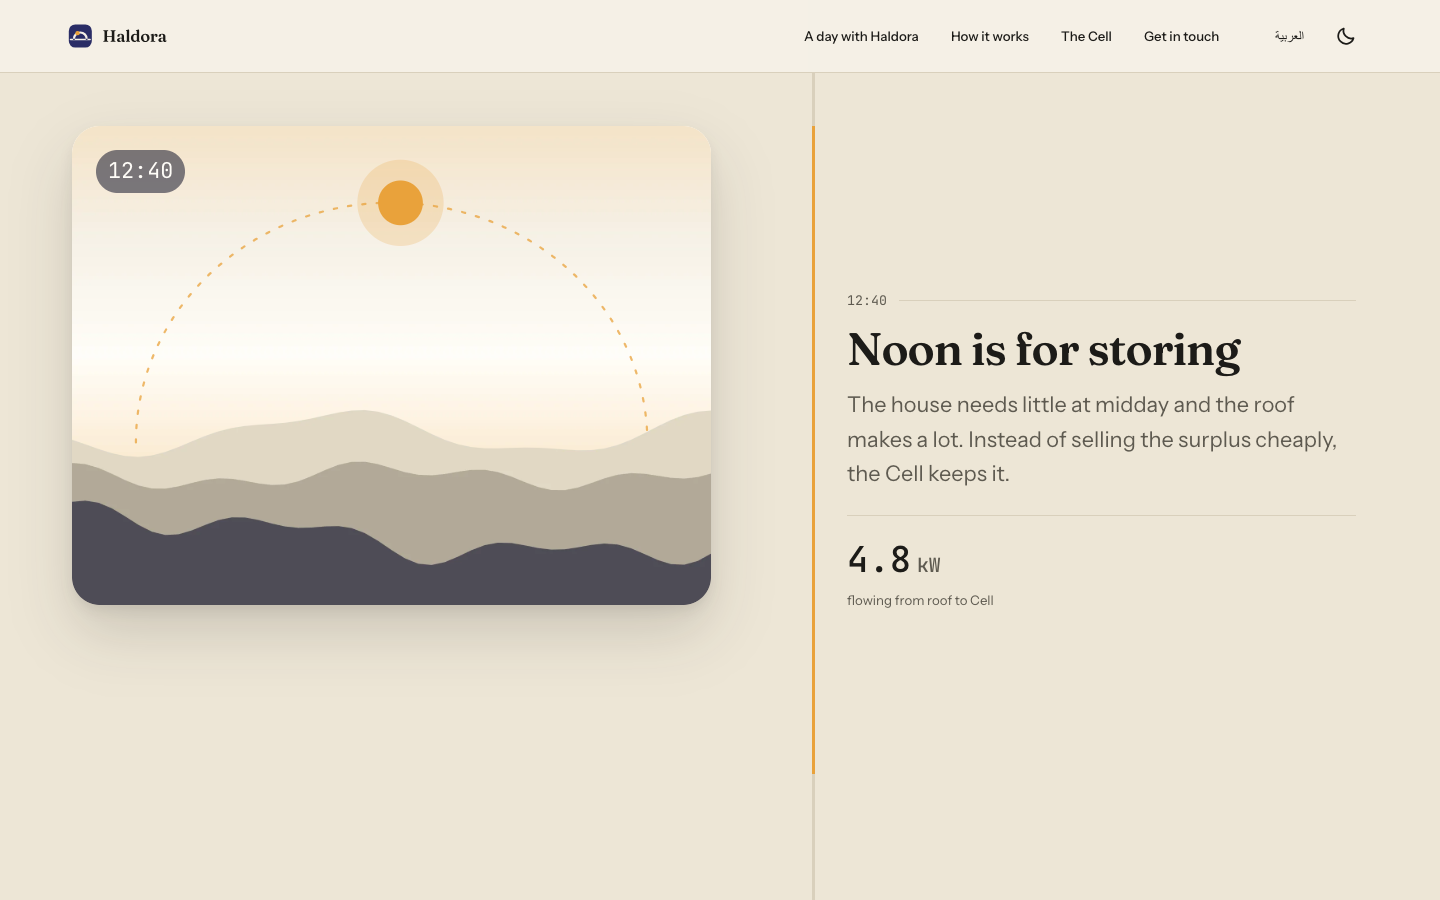 Haldora
A day with Haldora
How it works
The Cell
Get in touch
العربية
12:40
12:40
Noon is for storing
The house needs little at midday and the roof
makes a lot. Instead of selling the surplus cheaply,
the Cell keeps it.
4.8 kW
flowing from roof to Cell